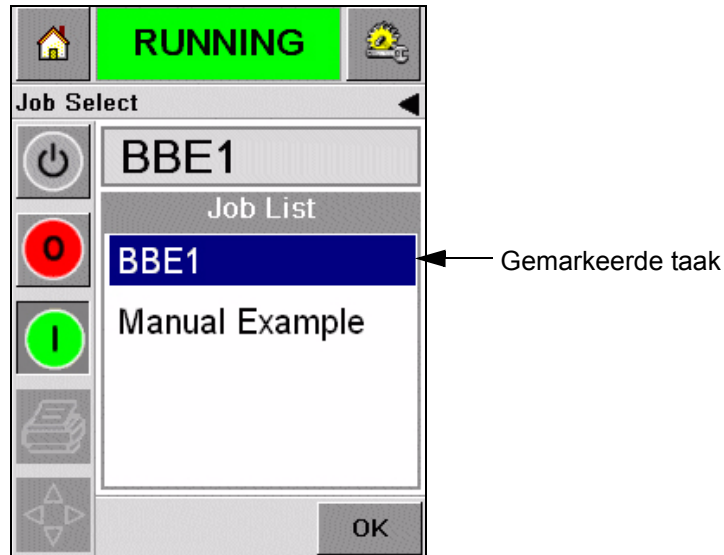 RUNNING
Job Select
BBE1
Job List
O
BBE1
Gemarkeerde taak
Manual Example
I
OK